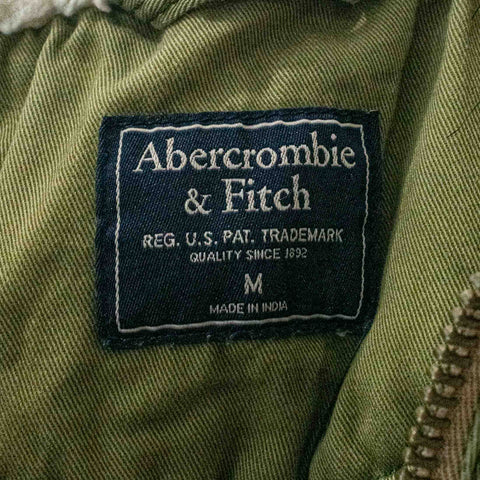 Abercrombie
& Fitch
REG. U.S. PAT. TRADEMARK
QUALITY SINCE 1892
M
MADE IN INDIA